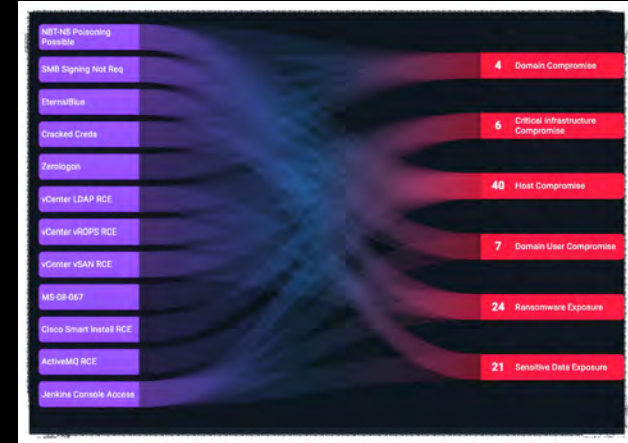 NBT-NS Poisoning
Possible
SMB Signing Not Req
EternalBlue
Cracked Creds
Zerologon
vCenter LDAP RCE
vCenter vROPS RCE
vCenter vSAN RCE
MS-08-067
Cisco Smart Install RCE
ActiveMQ RCE
Jenkins Console Access
4 Domain Compromise
6 Critical Infrastructure
Compromise
40 Host Compromise
7 Domain User Compromise
24 Ransomware Exposure
21 Sensitive Data Exposure